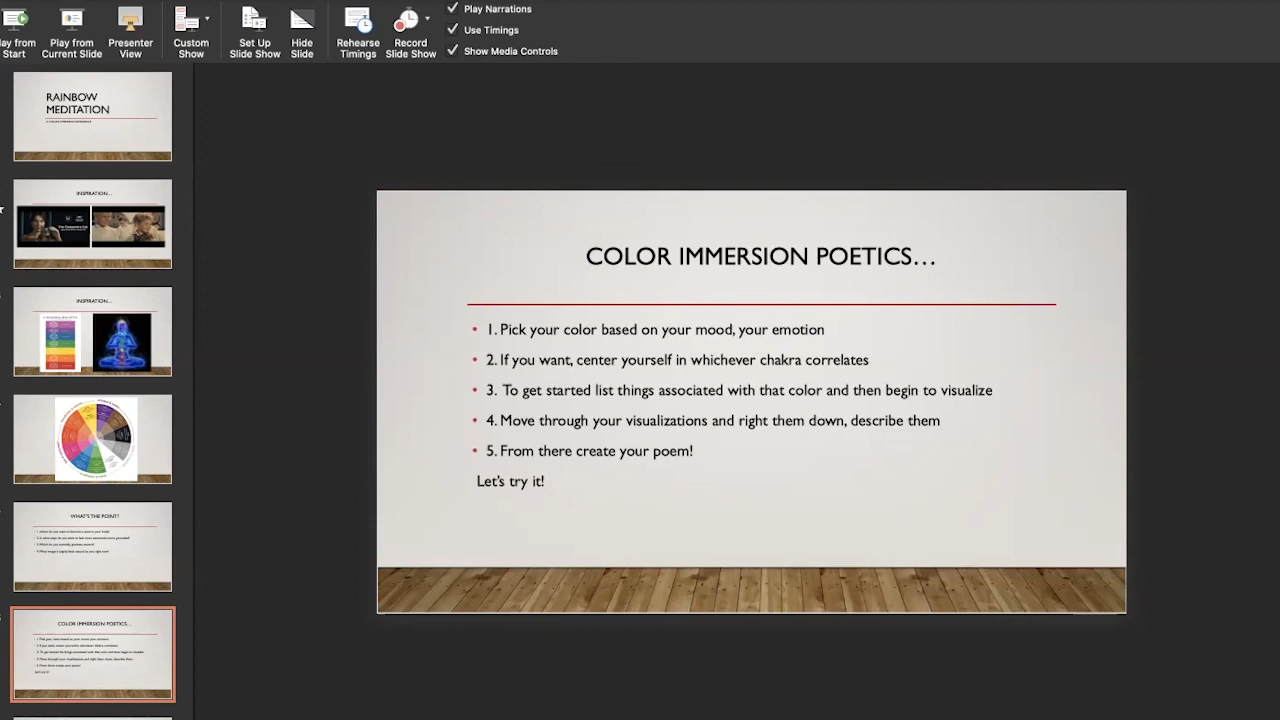 Play Narrations
Use Timings
Show Media Controls
Play from
Current Slide
Presenter
View
Custom
Show
Set Up
Slide Show
Hide
Slide
Rehearse
Timings
Record
Slide Show
from
Start
RAINBOW
MEDITATION
INSPIRATION...
INSPIRATION...
WHAT'S THE POINT?
COLOR IMMERSION POETICS...
COLOR IMMERSION POETICS...
• 1. Pick your color based on your mood, your emotion
• 2. If you want, center yourself in whichever chakra correlates
• 3. To get started list things associated with that color and then begin to visualize
• 4. Move through your visualizations and right them down, describe them
• 5. From there create your poem!
Let's try it!